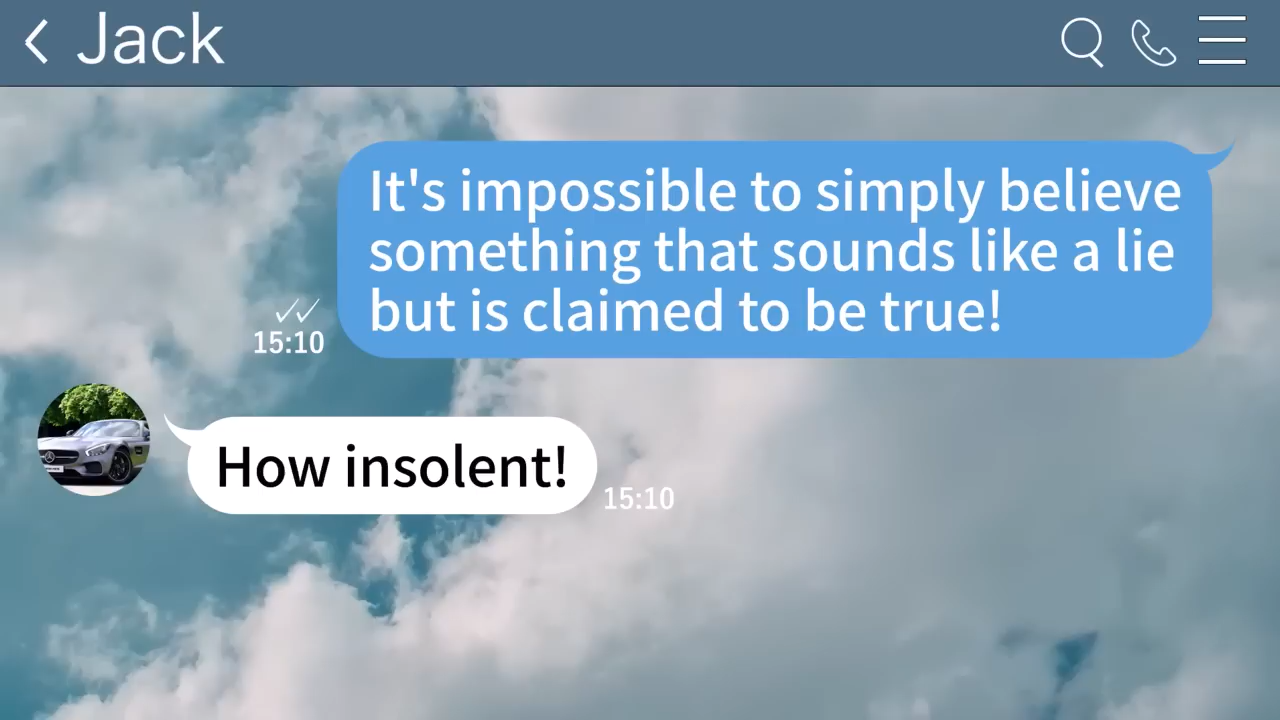 Jack
It's impossible to simply believe
something that sounds like a lie
but is claimed to be true!
15:10
How insolent!
15:10